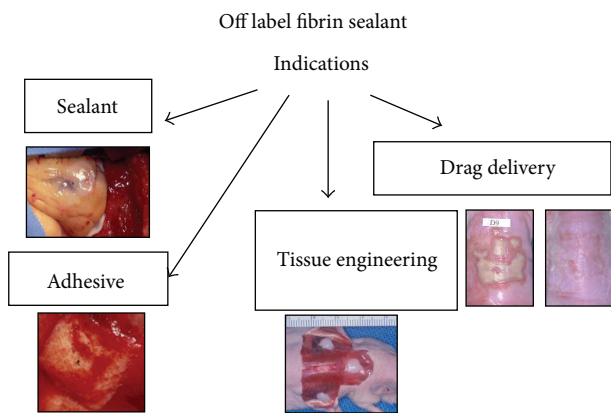 Off label fibrin sealant
Indications
Sealant
Drag delivery
Tissue engineering
Adhesive